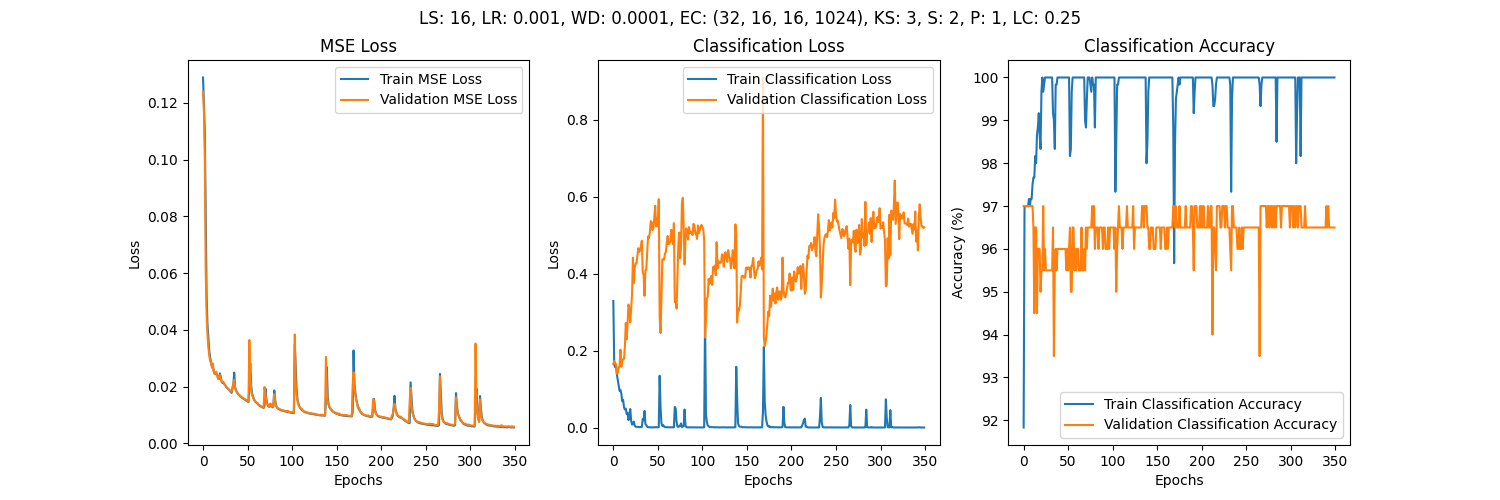 LS: 16, LR: 0.001, WD: 0.0001, EC: (32, 16, 16, 1024), KS: 3, S: 2, P: 1, LC: 0.25
MSE Loss
Train MSE Loss
Validation MSE Loss
Loss
0.12
0.10
0.08
0.06
0.04
0.02
0.00
0 50 100 150 200 250 300 350
Epochs
Classification Loss
Train Classification Loss
Validation Classification Loss
Loss
0.8
0.6
0.4
0.2
0.0
0 50 100 150 200 250 300 350
Epochs
Classification Accuracy
Accuracy (%)
100
99
98
97
96
95
94
93
92
Train Classification Accuracy
Validation Classification Accuracy
0 50 100 150 200 250 300 350
Epochs